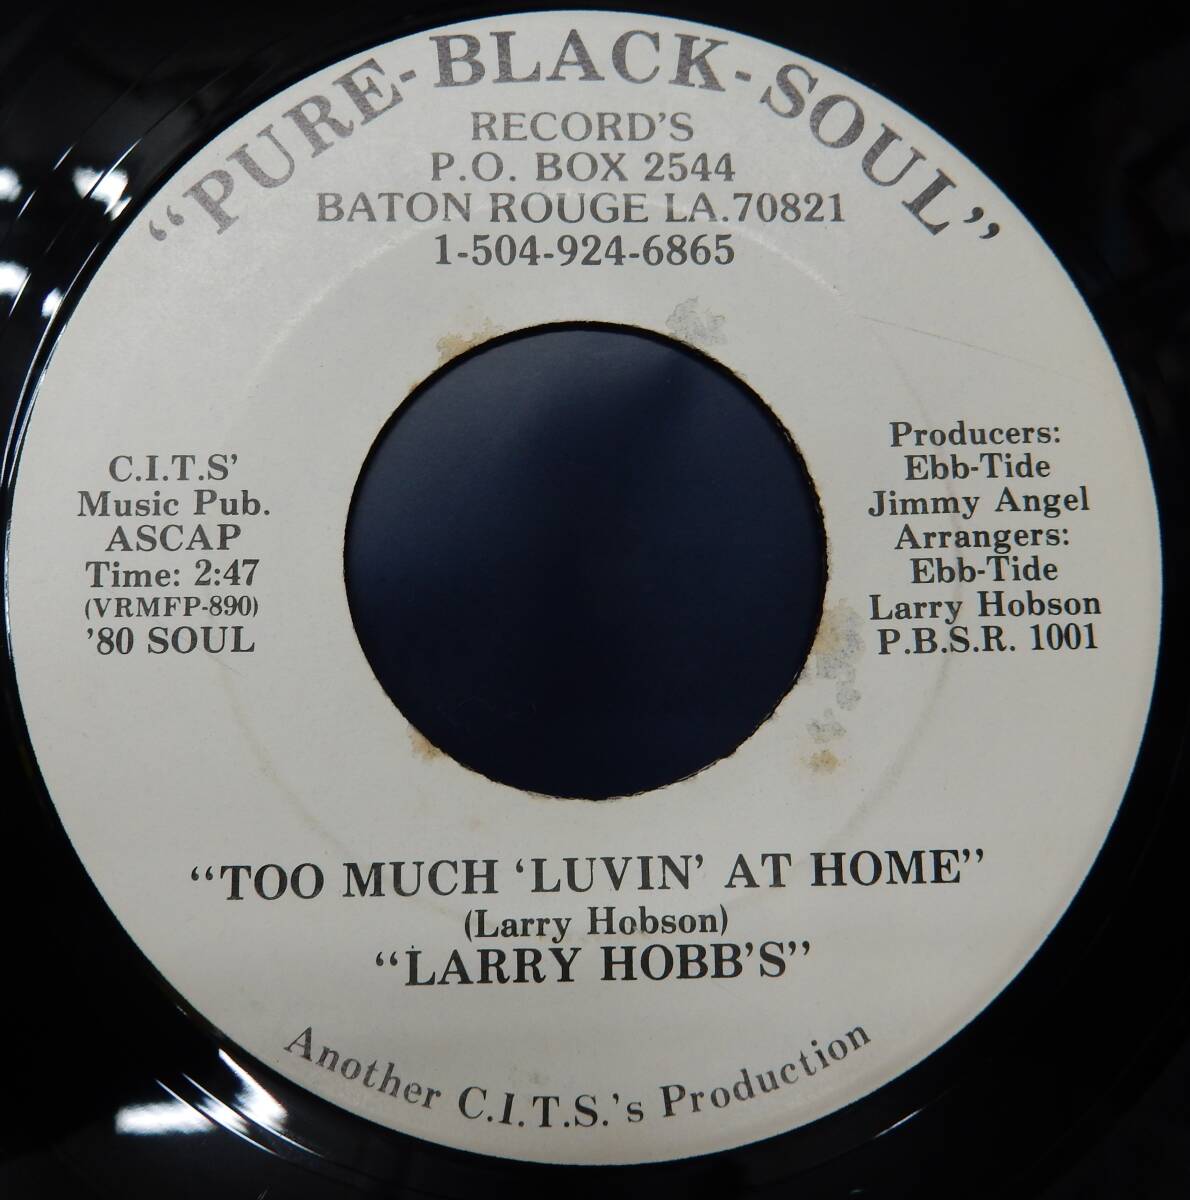 “PURE-BLACK-SOUL”
RECORD'S
P.O. BOX 2544
BATON ROUGE LA.70821
1-504-924-6865
C.I.T.S'
Music Pub.
ASCAP
Time: 2:47
(VRMFP-890)
'80 SOUL
Producers:
Ebb-Tide
Jimmy Angel
Arrangers:
Ebb-Tide
Larry Hobson
P.B.S.R. 1001
“TOO MUCH ‘LUVIN’ AT HOME”
(Larry Hobson)
“LARRY HOBB'S”
Another C.I.T.S.'s Production